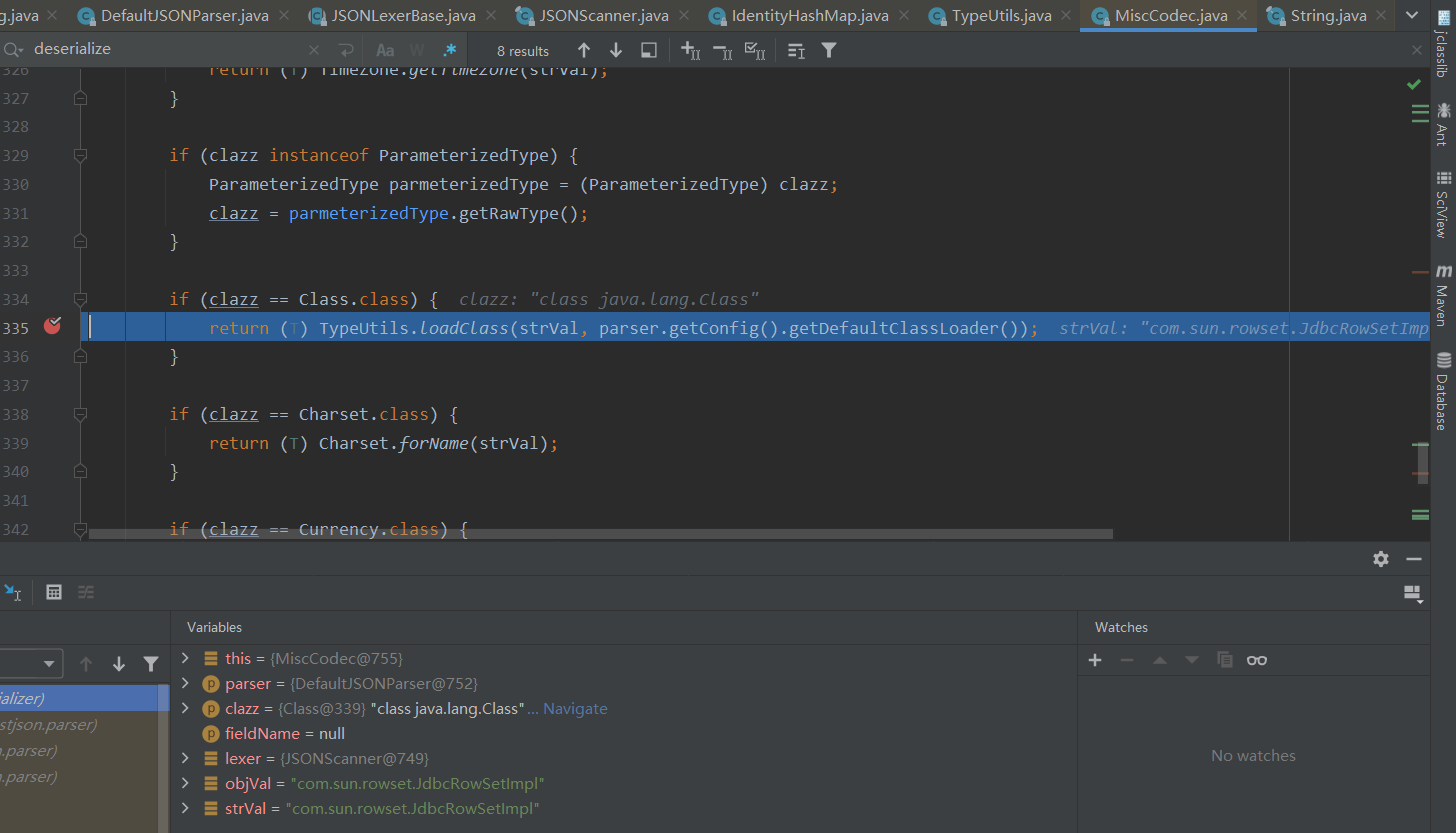 g.java DefaultJSONParser.java JSONLexerBase.java JSONScanner.java IdentityHashMap.java TypeUtils.java MiscCodec.java String.java
deserialize Aa W .* 8 results
326 return (T) TimeZone.getTimeZone(strVal);
327 }
328
329 if (clazz instanceof ParameterizedType) {
330 ParameterizedType parmeterizedType = (ParameterizedType) clazz;
331 clazz = parmeterizedType.getRawType();
332 }
333
334 if (clazz == Class.class) { clazz: "class java.lang.Class"
335 return (T) TypeUtils.loadClass(strVal, parser.getConfig().getDefaultClassLoader()); strVal: "com.sun.rowset.JdbcRowSetImp
336 }
337
338 if (clazz == Charset.class) {
339 return (T) Charset.forName(strVal);
340 }
341
342 if (clazz == Currency.class) {
jclasslib
Ant
SciView
Maven
Database
Variables
Watches
ializer)
stjson.parser)
n.parser)
n.parser)
this = {MiscCodec@755}
parser = {DefaultJSONParser@752}
clazz = {Class@339} "class java.lang.Class"... Navigate
fieldName = null
lexer = {JSONScanner@749}
objVal = "com.sun.rowset.JdbcRowSetImpl"
strVal = "com.sun.rowset.JdbcRowSetImpl"
No watches